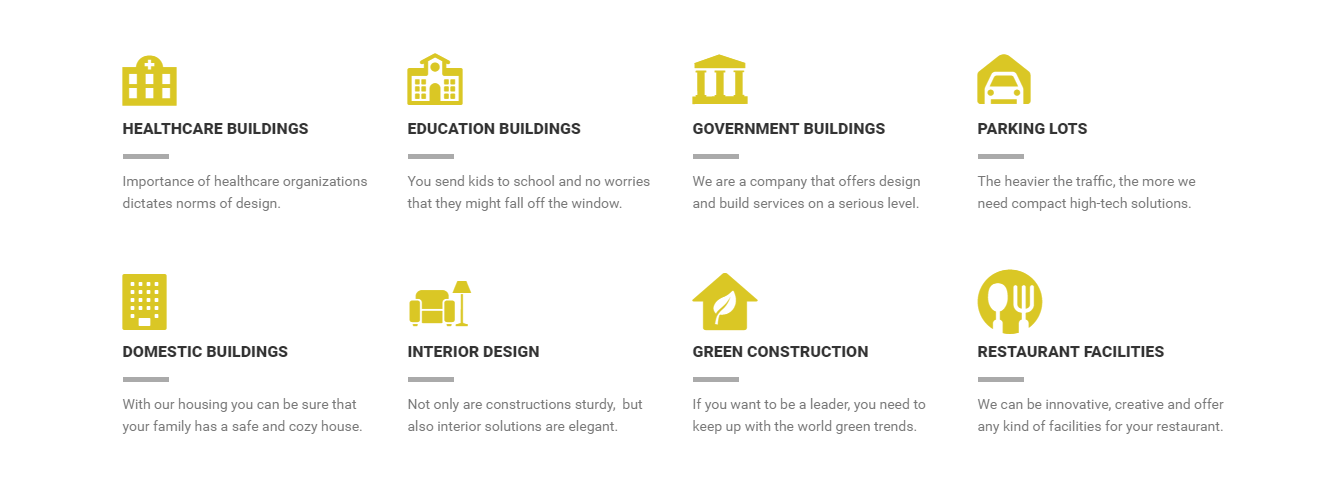 HEALTHCARE BUILDINGS
Importance of healthcare organizations
dictates norms of design.
EDUCATION BUILDINGS
You send kids to school and no worries
that they might fall off the window.
GOVERNMENT BUILDINGS
We are a company that offers design
and build services on a serious level.
PARKING LOTS
The heavier the traffic, the more we
need compact high-tech solutions.
DOMESTIC BUILDINGS
With our housing you can be sure that
your family has a safe and cozy house.
INTERIOR DESIGN
Not only are constructions sturdy,  but
also interior solutions are elegant.
GREEN CONSTRUCTION
If you want to be a leader, you need to
keep up with the world green trends.
RESTAURANT FACILITIES
We can be innovative, creative and offer
any kind of facilities for your restaurant.